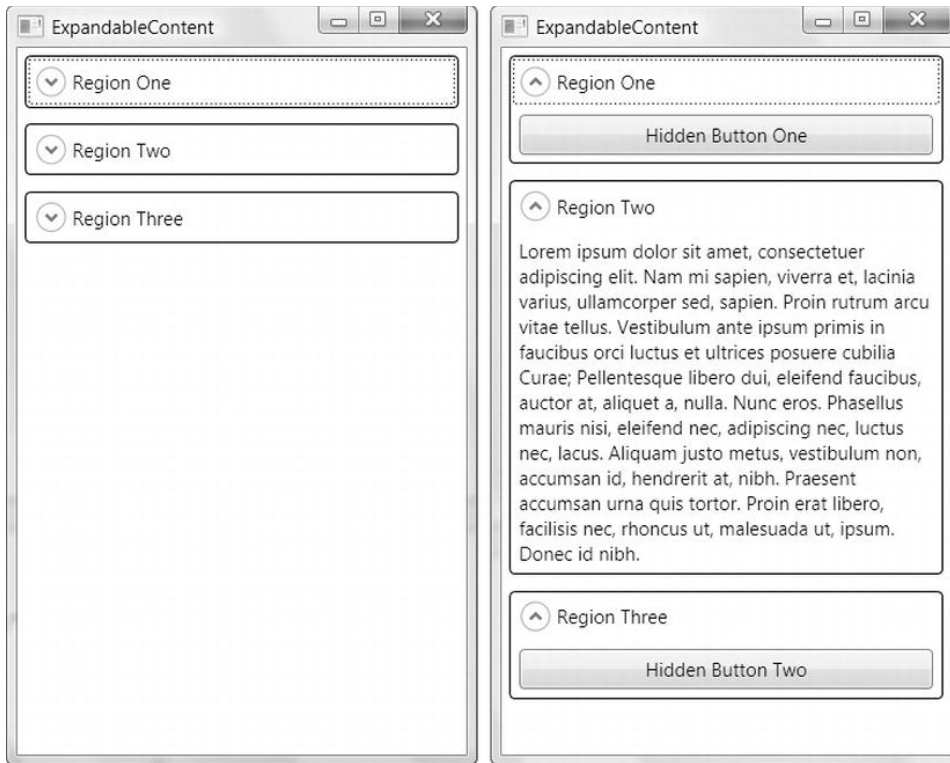 ExpandableContent
Region One
Region Two
Region Three
ExpandableContent
Region One
Hidden Button One
Region Two
Lorem ipsum dolor sit amet, consectetuer
adipiscing elit. Nam mi sapien, viverra et, lacinia
varius, ullamcorper sed, sapien. Proin rutrum arcu
vitae tellus. Vestibulum ante ipsum primis in
faucibus orci luctus et ultrices posuere cubilia
Curae; Pellentesque libero dui, eleifend faucibus,
auctor at, aliquet a, nulla. Nunc eros. Phasellus
mauris nisi, eleifend nec, adipiscing nec, luctus
nec, lacus. Aliquam justo metus, vestibulum non,
accumsan id, hendrerit at, nibh. Praesent
accumsan urna quis tortor. Proin erat libero,
facilisis nec, rhoncus ut, malesuada ut, ipsum.
Donec id nibh.
Region Three
Hidden Button Two